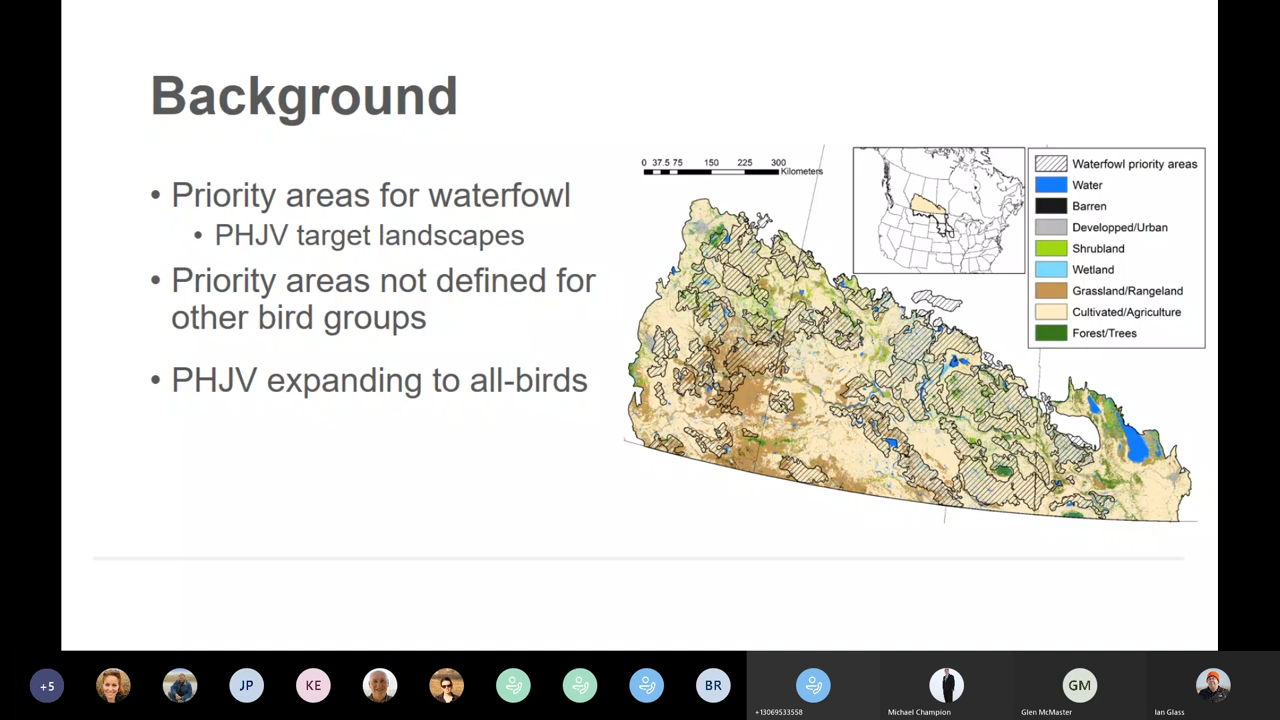 Background
• Priority areas for waterfowl
• PHJV target landscapes
• Priority areas not defined for
other bird groups
• PHJV expanding to all-birds
0 37.5 75 150 225 300
Kilometers
Waterfowl priority areas
Water
Barren
Developped/Urban
Shrubland
Wetland
Grassland/Rangeland
Cultivated/Agriculture
Forest/Trees
+5
JP
KE
BR
GM
+13069533558
Michael Champion
Glen McMaster
Ian Glass